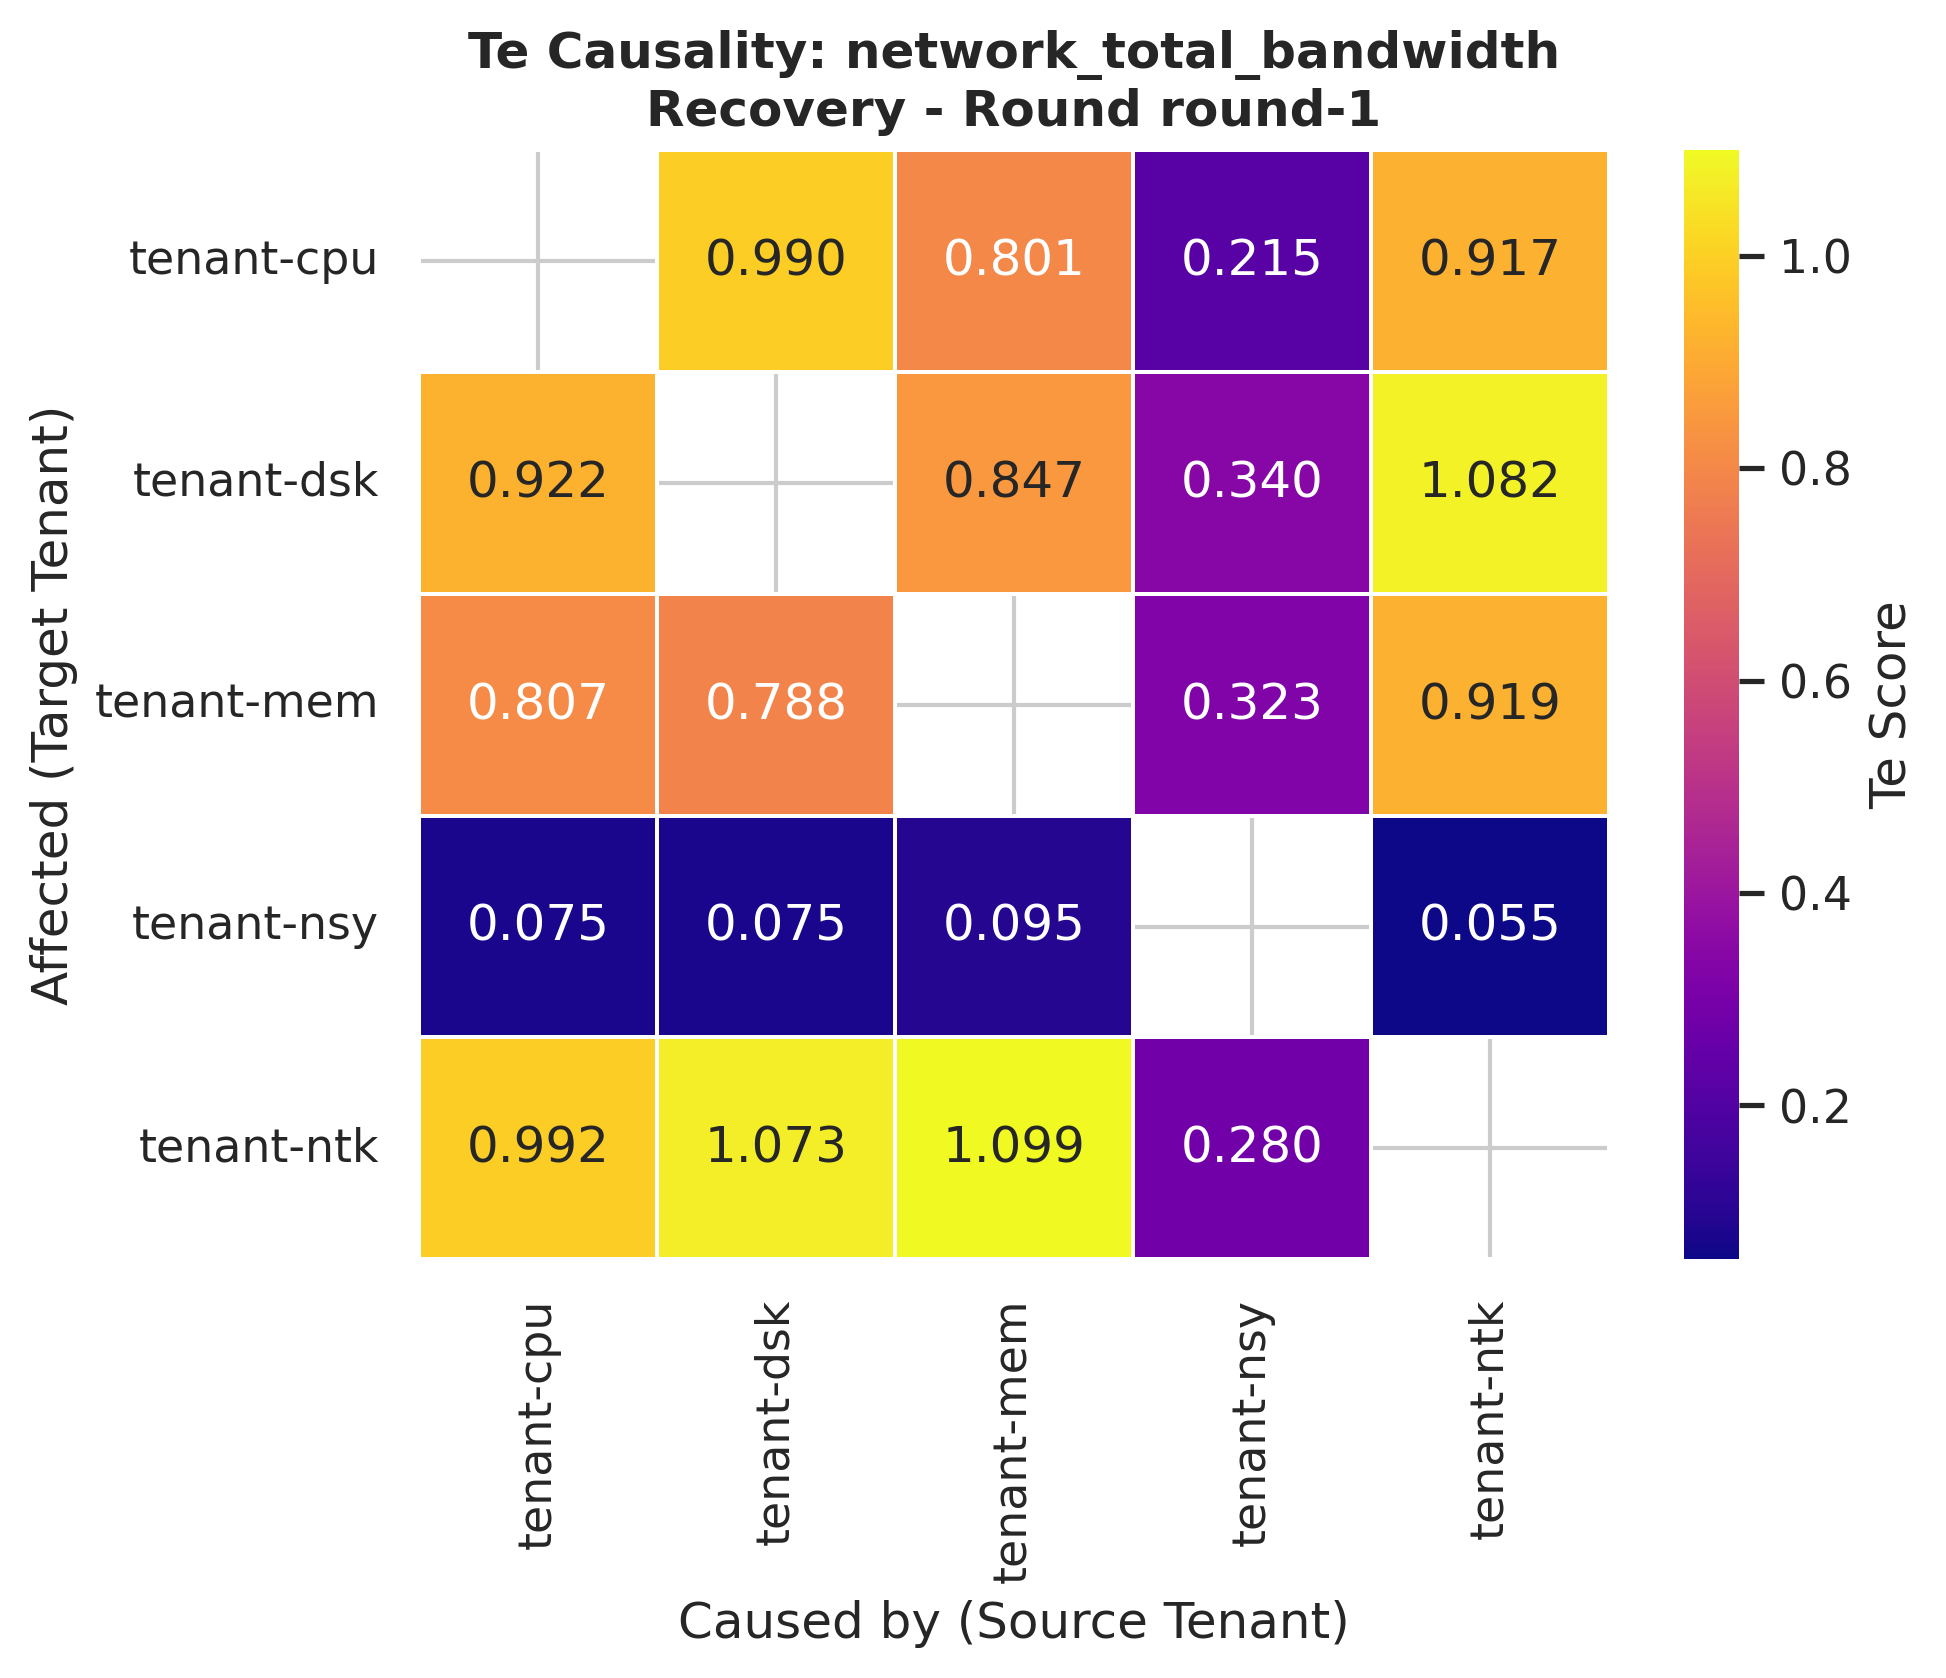 Te Causality: network_total_bandwidth
Recovery - Round round-1
Affected (Target Tenant)
tenant-cpu 0.990 0.801 0.215 0.917
tenant-dsk 0.922 0.847 0.340 1.082
tenant-mem 0.807 0.788 0.323 0.919
tenant-nsy 0.075 0.075 0.095 0.055
tenant-ntk 0.992 1.073 1.099 0.280
tenant-cpu tenant-dsk tenant-mem tenant-nsy tenant-ntk
Caused by (Source Tenant)
1.0
0.8
0.6
0.4
0.2
Te Score